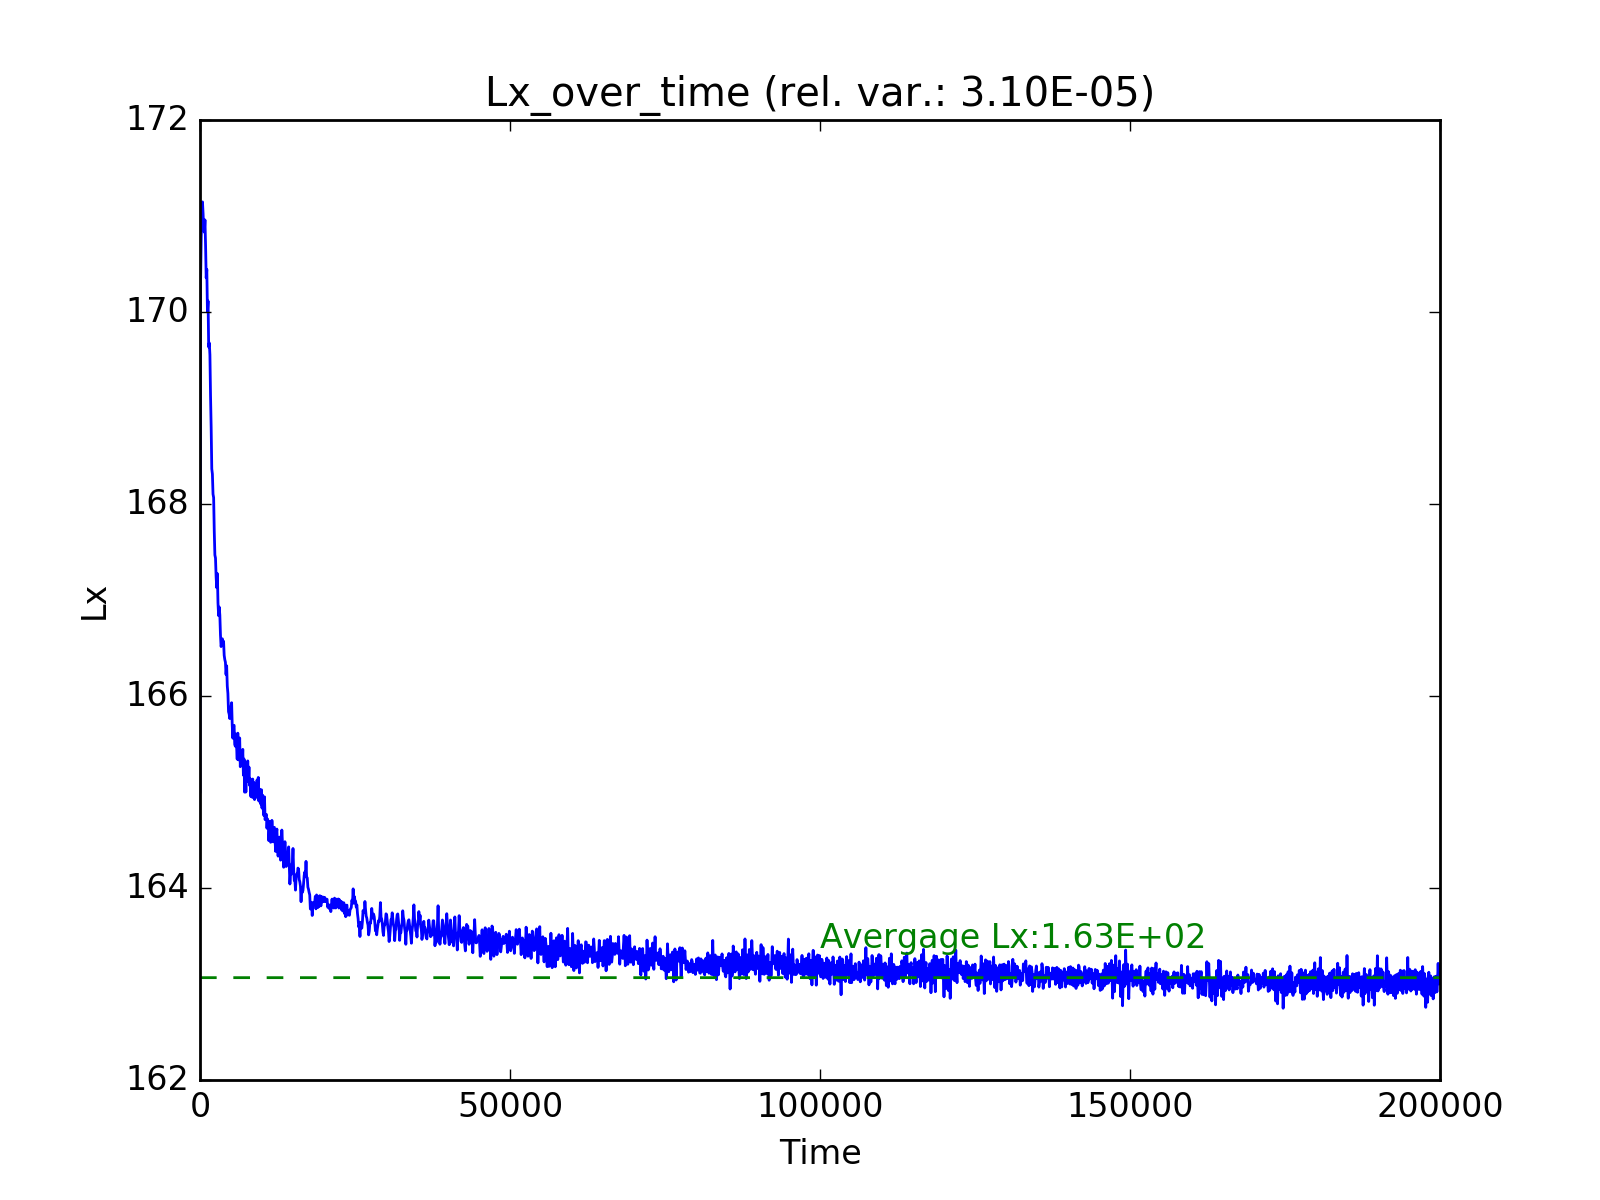 Lx_over_time (rel. var.: 3.10E-05)
172
170
168
166
164
162
Lx
Avergage Lx:1.63E+02
0
50000
100000
150000
200000
Time